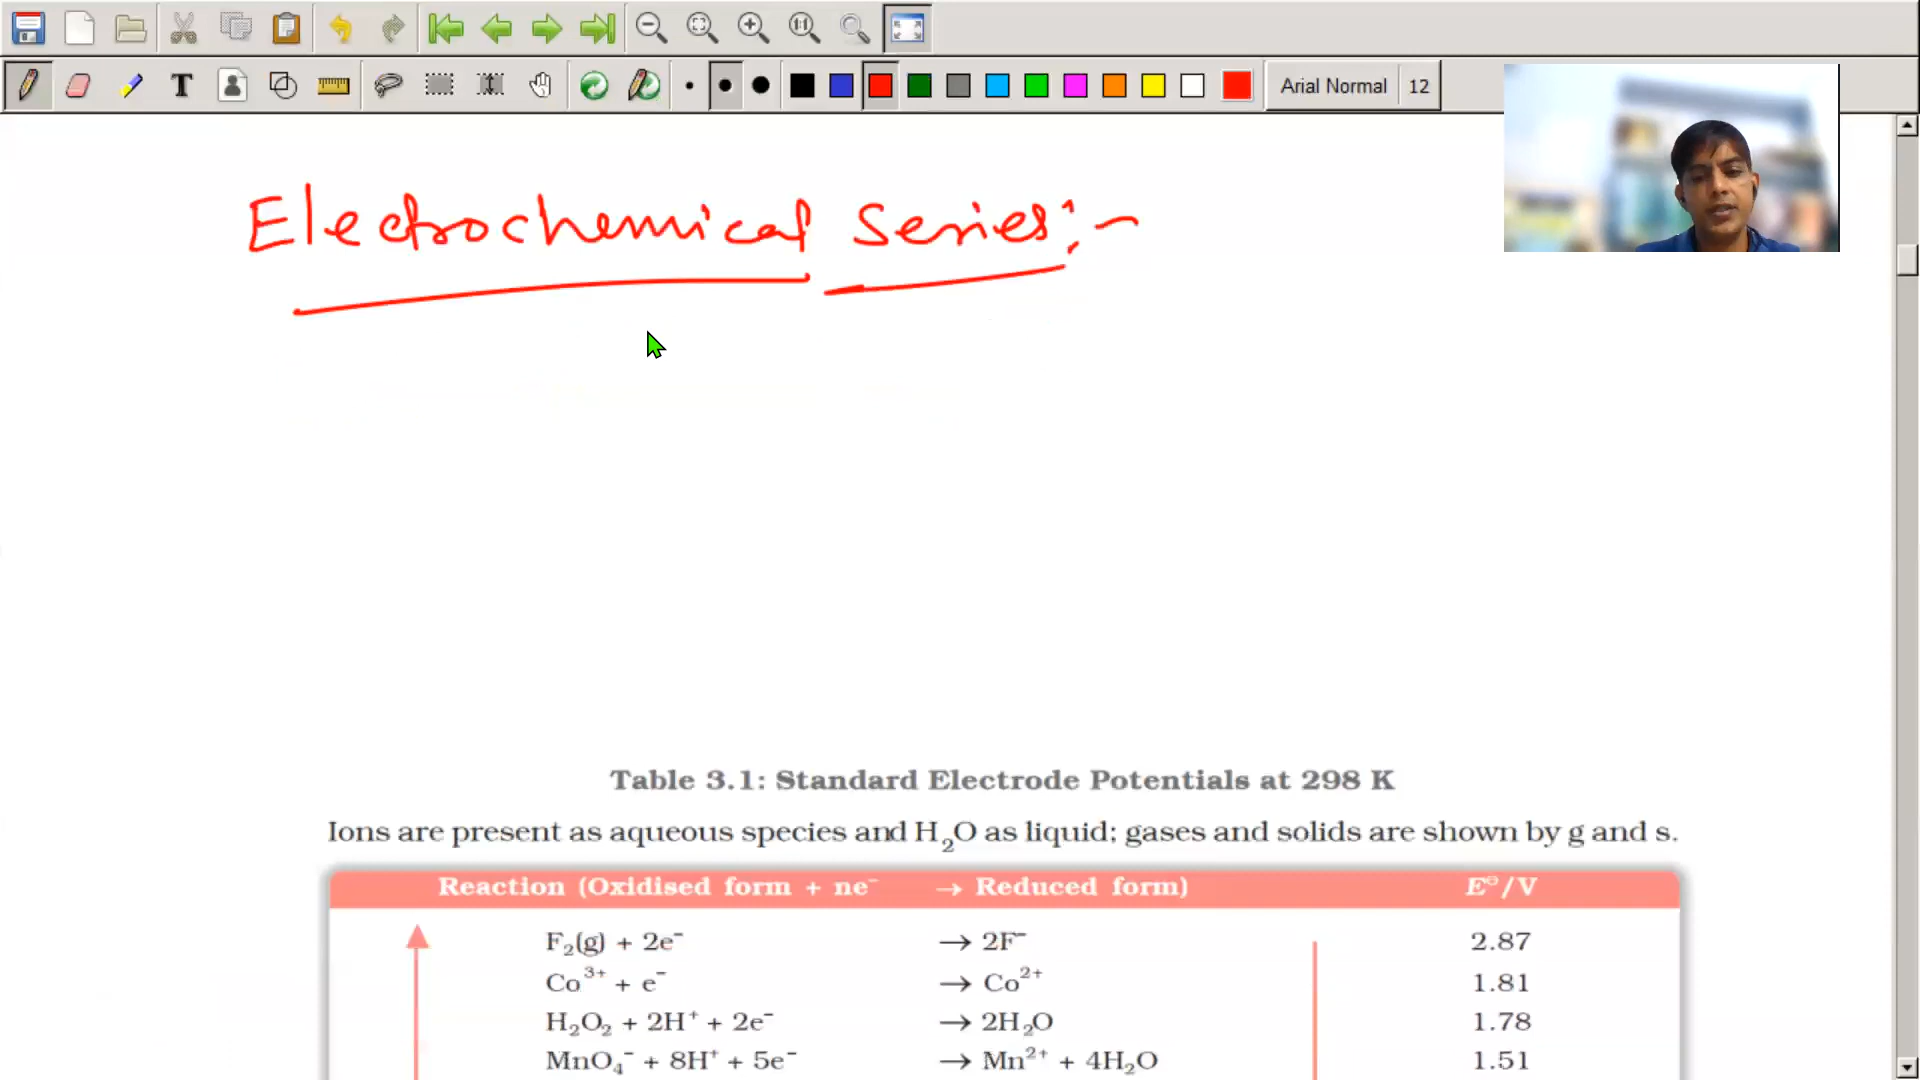 Arial Normal 12
Electrochemical Series:-
Table 3.1: Standard Electrode Potentials at 298 K
Ions are present as aqueous species and H₂O as liquid; gases and solids are shown by g and s.
Reaction (Oxidised form + ne⁻ → Reduced form) E⊖/V
F₂(g) + 2e⁻ → 2F⁻ 2.87
Co³⁺ + e⁻ → Co²⁺ 1.81
H₂O₂ + 2H⁺ + 2e⁻ → 2H₂O 1.78
MnO₄⁻ + 8H⁺ + 5e⁻ → Mn²⁺ + 4H₂O 1.51